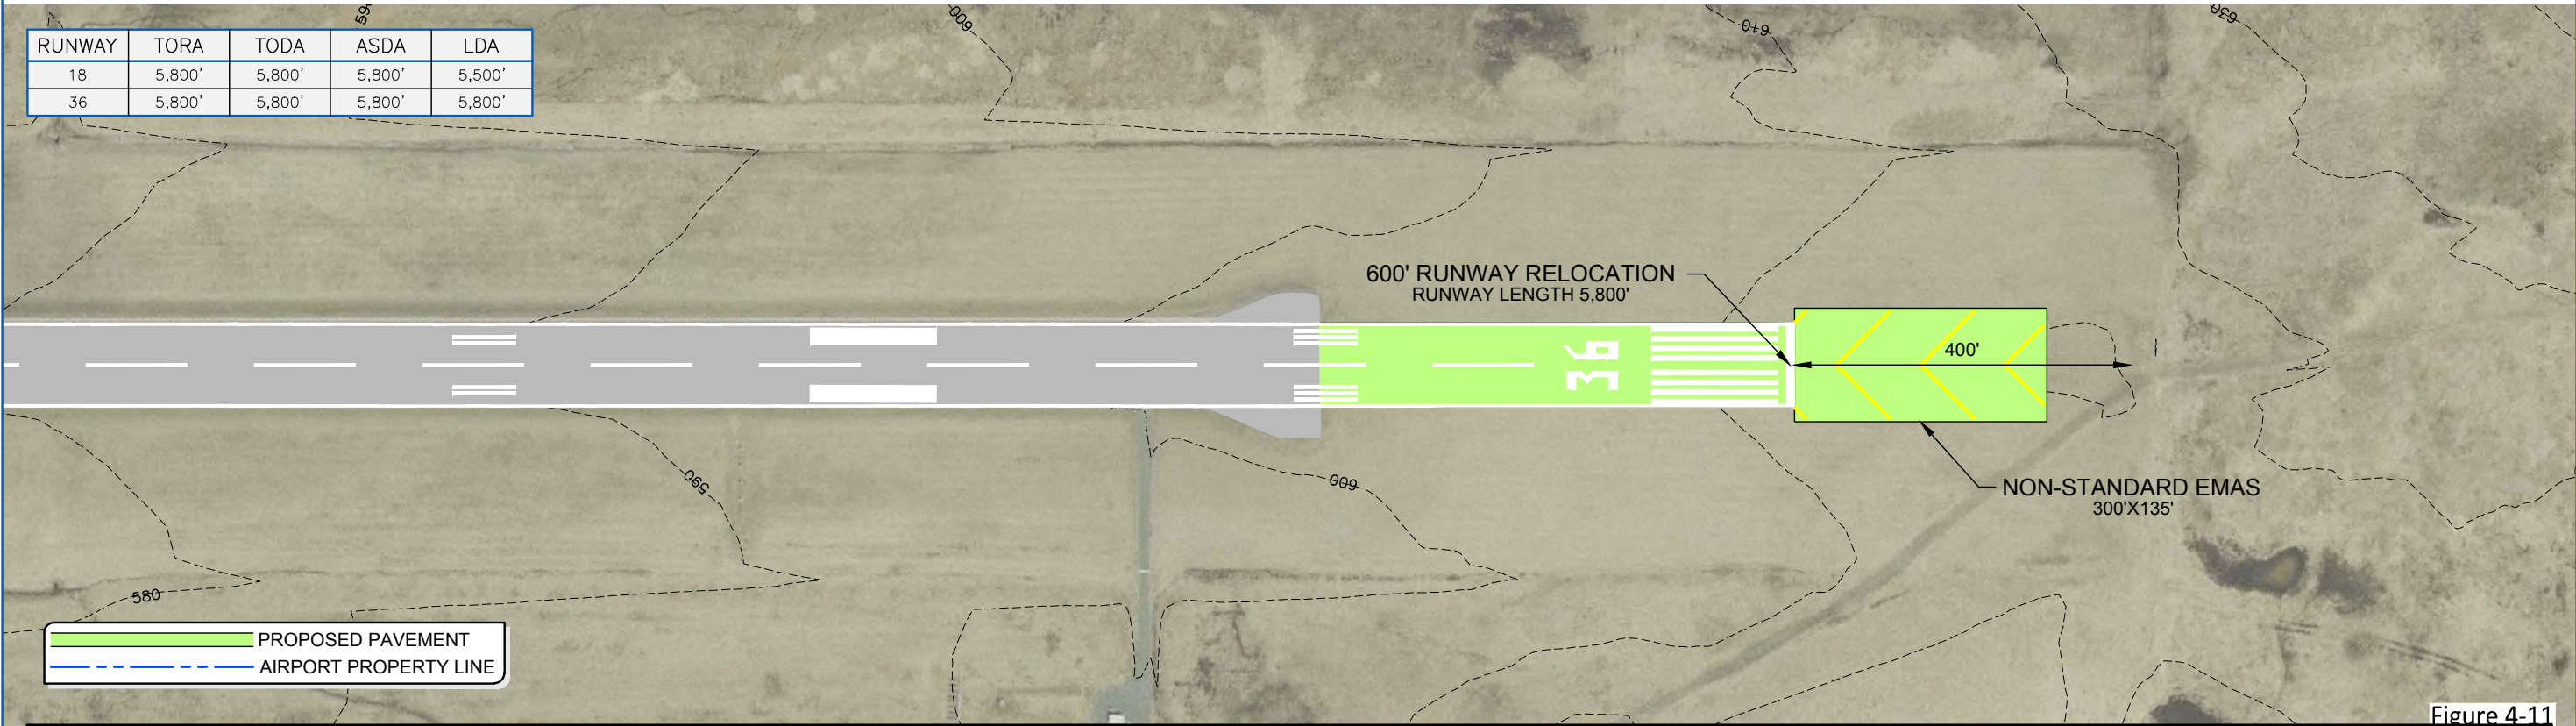 590
600
610
630
RUNWAY TORA TODA ASDA LDA
18 5,800' 5,800' 5,800' 5,500'
36 5,800' 5,800' 5,800' 5,800'
600' RUNWAY RELOCATION
RUNWAY LENGTH 5,800'
36
400'
590
600
NON-STANDARD EMAS
300'X135'
580
PROPOSED PAVEMENT
AIRPORT PROPERTY LINE
Figure 4-11